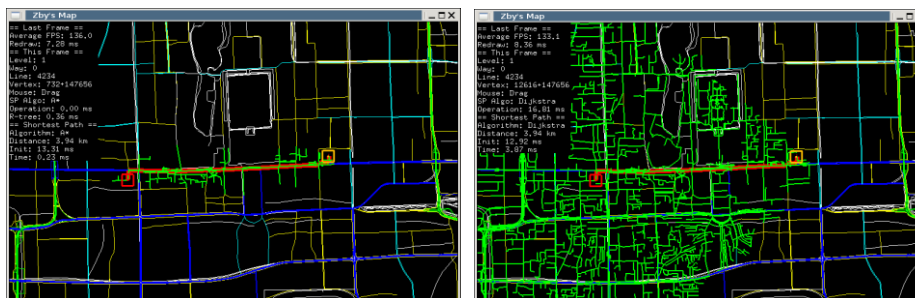 Zby's Map
== Last Frame ==
Average FPS: 136.0
Redraw: 7.28 ms
== This Frame ==
Level: 1
Way: 0
Line: 4234
Vertex: 732+147656
Mouse: Drag
SP Algo: A*
Operation: 0.00 ms
R-tree: 0.36 ms
== Shortest Path ==
Algorithm: A*
Distance: 3.94 km
Init: 13.31 ms
Time: 0.23 ms
Zby's Map
== Last Frame ==
Average FPS: 133.1
Redraw: 8.36 ms
== This Frame ==
Level: 1
Way: 0
Line: 4234
Vertex: 12616+147656
Mouse: Drag
SP Algo: Dijkstra
Operation: 16.81 ms
== Shortest Path ==
Algorithm: Dijkstra
Distance: 3.94 km
Init: 12.92 ms
Time: 3.87 ms